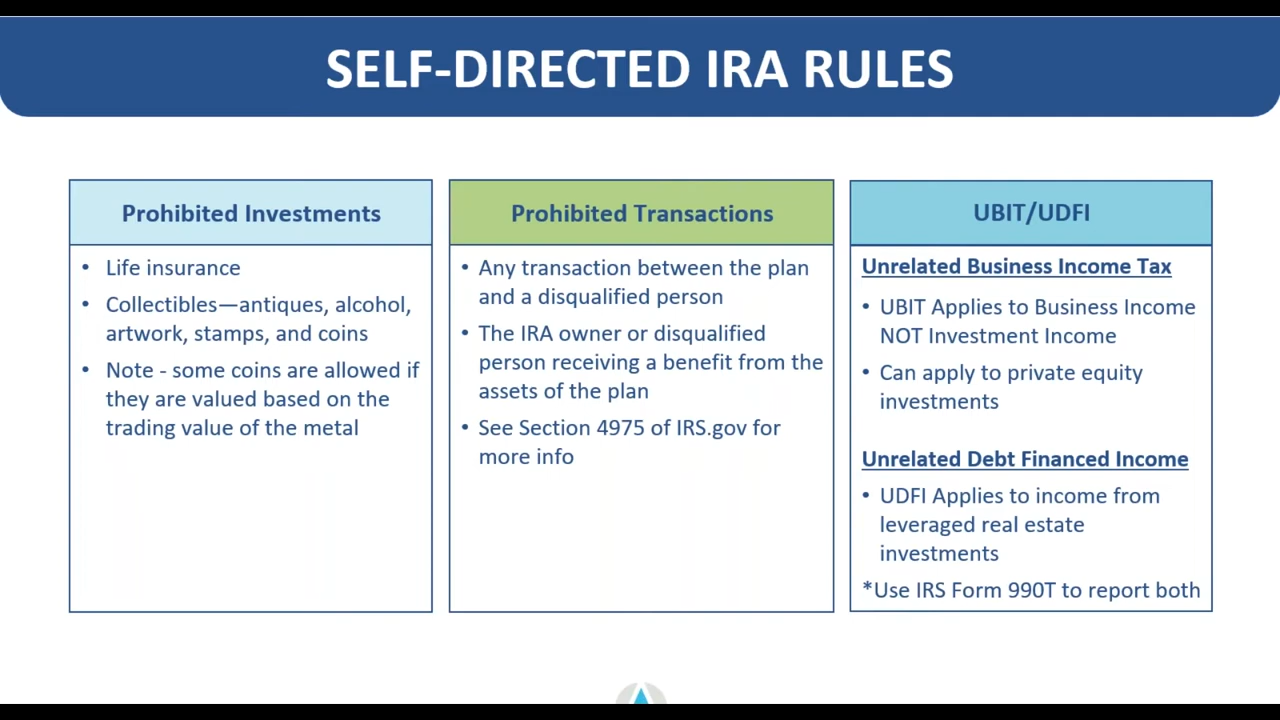 SELF-DIRECTED IRA RULES
Prohibited Investments
• Life insurance
• Collectibles—antiques, alcohol,
artwork, stamps, and coins
• Note - some coins are allowed if
they are valued based on the
trading value of the metal
Prohibited Transactions
• Any transaction between the plan
and a disqualified person
• The IRA owner or disqualified
person receiving a benefit from the
assets of the plan
• See Section 4975 of IRS.gov for
more info
UBIT/UDFI
Unrelated Business Income Tax
• UBIT Applies to Business Income
NOT Investment Income
• Can apply to private equity
investments
Unrelated Debt Financed Income
• UDFI Applies to income from
leveraged real estate
investments
*Use IRS Form 990T to report both